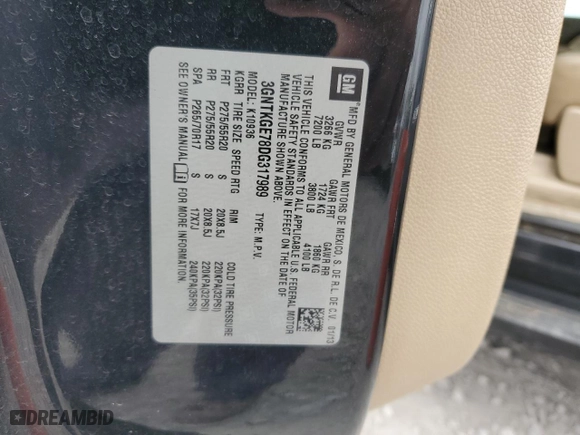 GM
MFD BY GENERAL MOTORS DE MEXICO, S. DE R.L. DE C.V. 01/13
GVWR GAWR FRT GAWR RR
3266 KG 1724 KG 1860 KG
7200 LB 3800 LB 4100 LB
THIS VEHICLE CONFORMS TO ALL APPLICABLE U.S. FEDERAL MOTOR
VEHICLE SAFETY STANDARDS IN EFFECT ON THE DATE OF
MANUFACTURE SHOWN ABOVE.
3GNTKGE78DG317989 TYPE: M.P.V.
MODEL: K10936
KGRR TIRE SIZE SPEED RTG RIM COLD TIRE PRESSURE
FRT P275/55R20 S 20X8.5J 220KPA(32PSI)
RR P275/55R20 S 20X8.5J 220KPA(32PSI)
SPA P265/70R17 S 17X7J 240KPA(35PSI)
SEE OWNER'S MANUAL FOR MORE INFORMATION.
DREAMBID